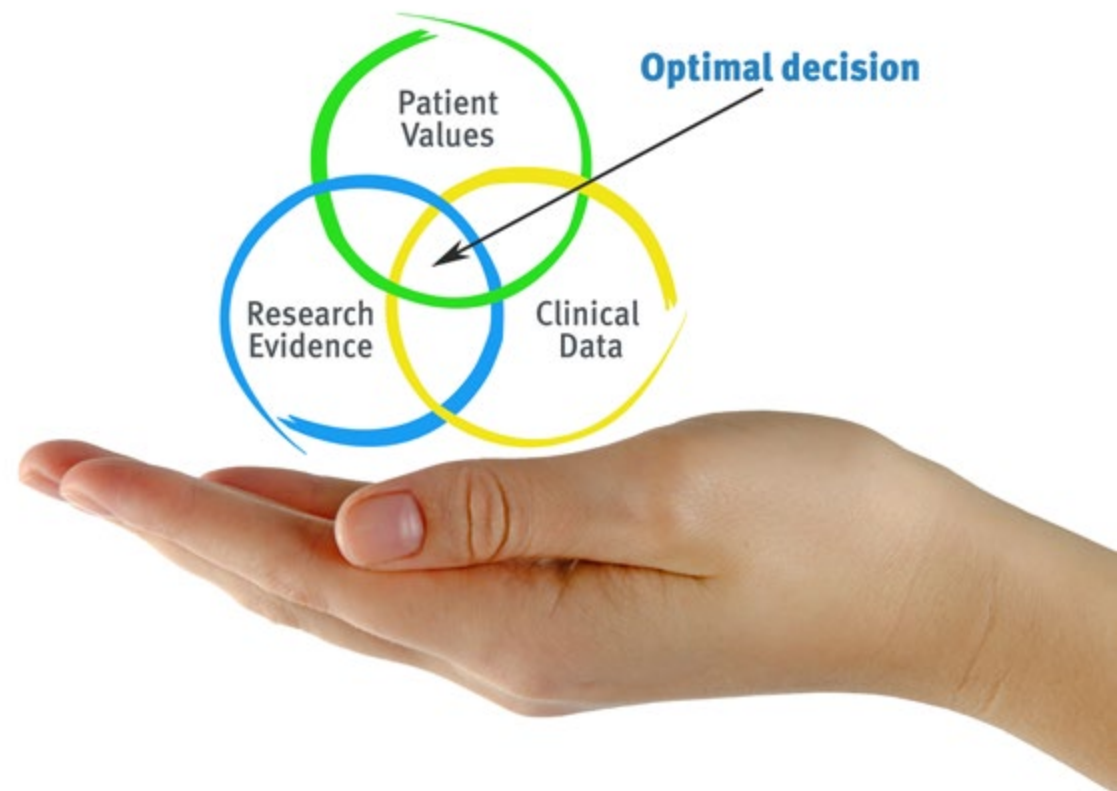 Optimal decision
Patient
Values
Research
Evidence
Clinical
Data